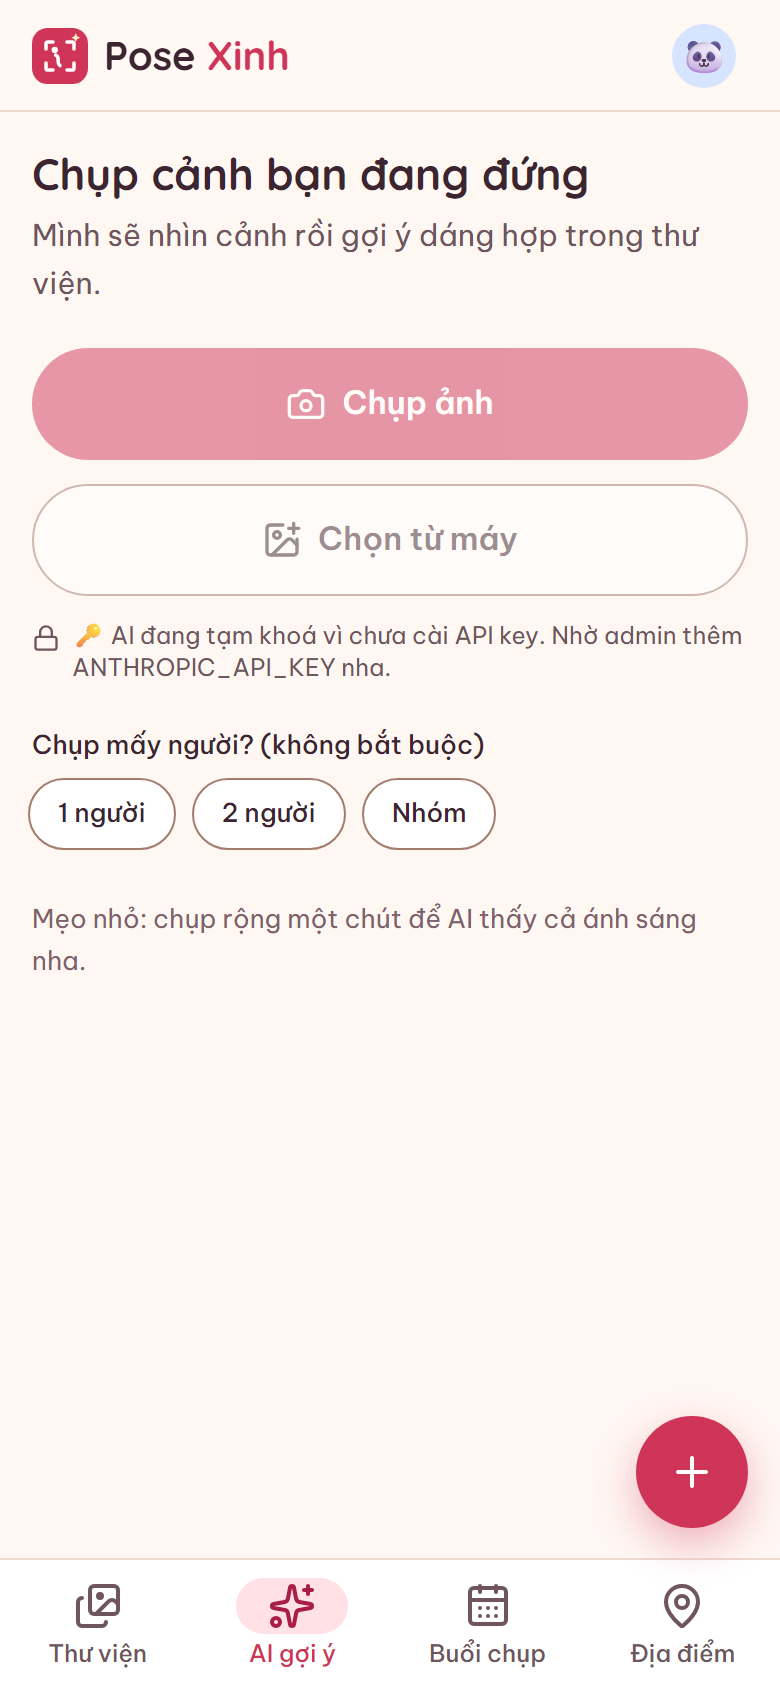 Pose Xinh
Chụp cảnh bạn đang đứng
Mình sẽ nhìn cảnh rồi gợi ý dáng hợp trong thư
viện.
Chụp ảnh
Chọn từ máy
🔑 AI đang tạm khoá vì chưa cài API key. Nhờ admin thêm
ANTHROPIC_API_KEY nha.
Chụp mấy người? (không bắt buộc)
1 người
2 người
Nhóm
Mẹo nhỏ: chụp rộng một chút để AI thấy cả ánh sáng
nha.
Thư viện
AI gợi ý
Buổi chụp
Địa điểm